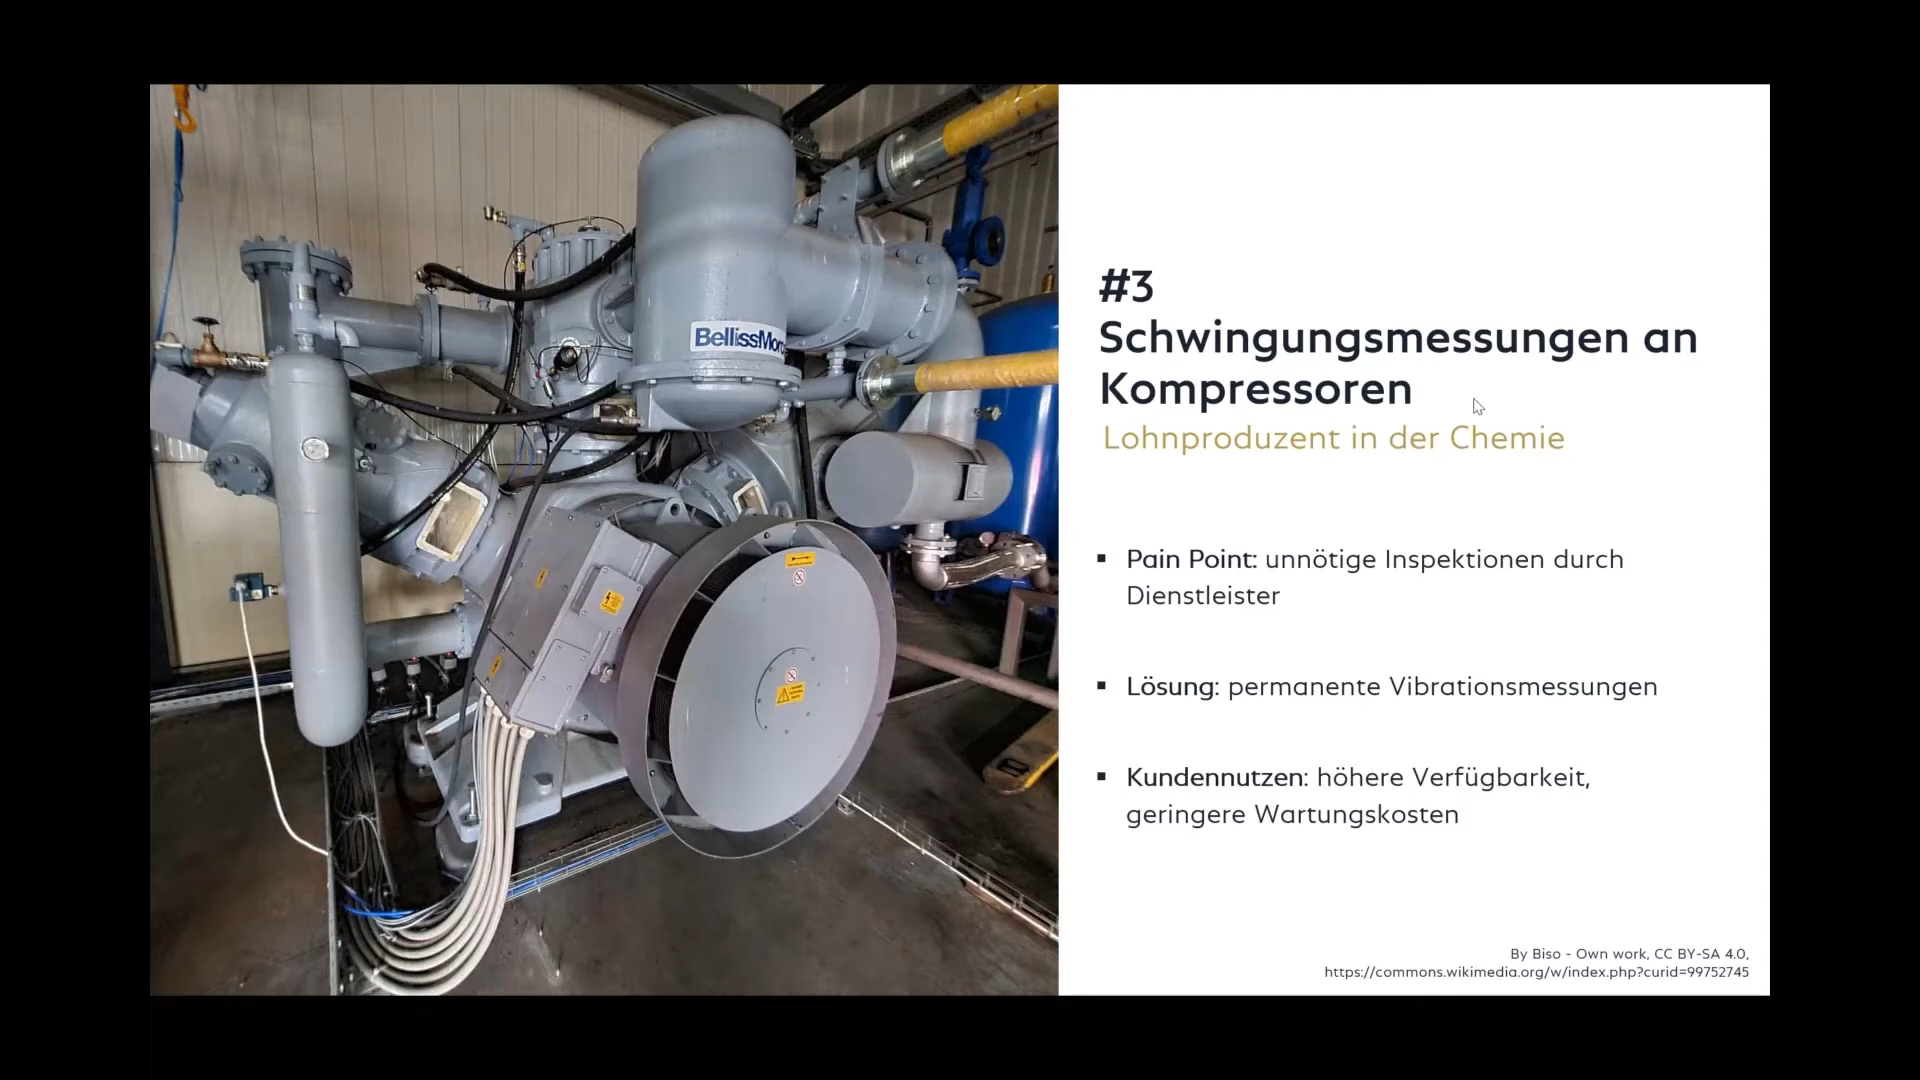 BellissMor
#3
Schwingungsmessungen an
Kompressoren
Lohnproduzent in der Chemie
▪ Pain Point: unnötige Inspektionen durch
Dienstleister
▪ Lösung: permanente Vibrationsmessungen
▪ Kundennutzen: höhere Verfügbarkeit,
geringere Wartungskosten
By Biso - Own work, CC BY-SA 4.0,
https://commons.wikimedia.org/w/index.php?curid=99752745